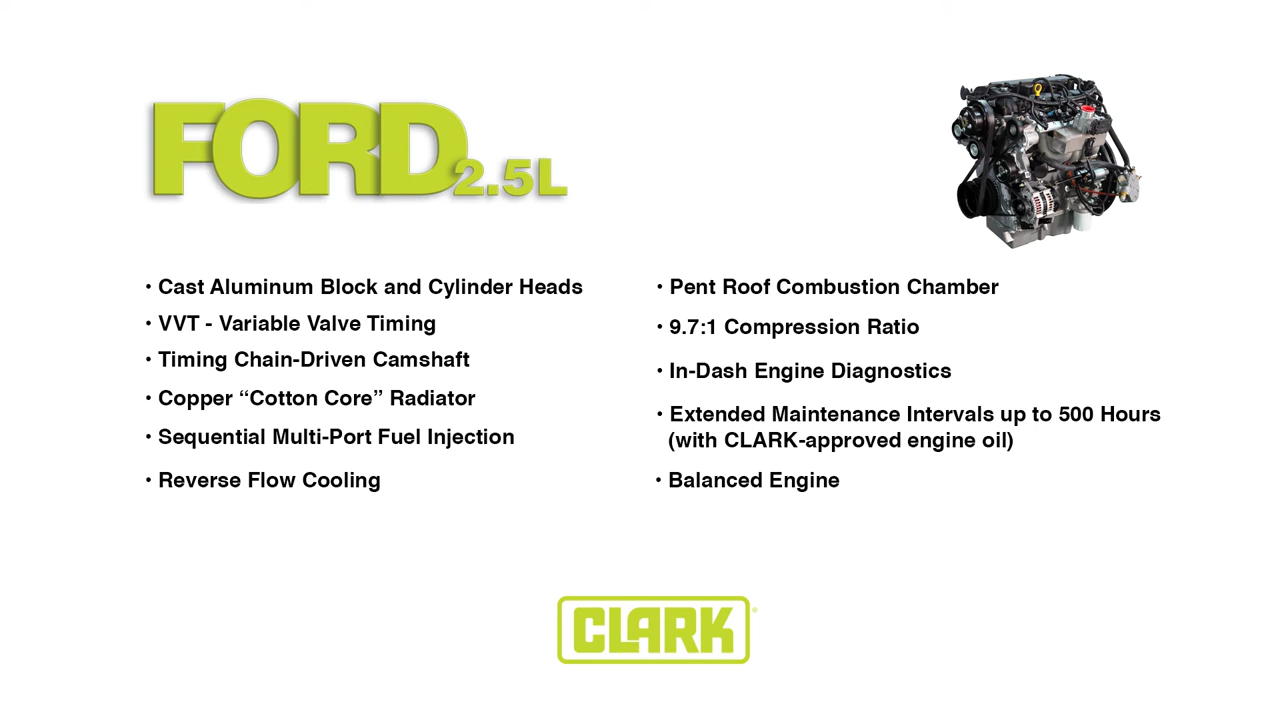 FORD 2.5L
• Cast Aluminum Block and Cylinder Heads
• VVT - Variable Valve Timing
• Timing Chain-Driven Camshaft
• Copper “Cotton Core” Radiator
• Sequential Multi-Port Fuel Injection
• Reverse Flow Cooling
• Pent Roof Combustion Chamber
• 9.7:1 Compression Ratio
• In-Dash Engine Diagnostics
• Extended Maintenance Intervals up to 500 Hours
(with CLARK-approved engine oil)
• Balanced Engine
CLARK®